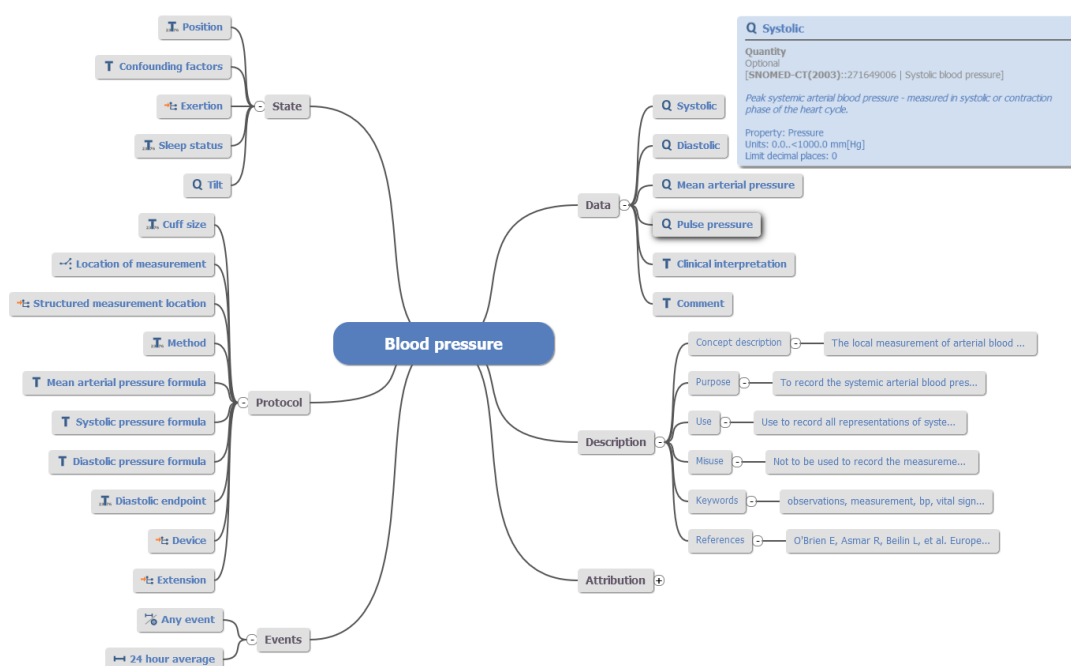 Position
Confounding factors
Exertion
Sleep status
Tilt
State
Cuff size
Location of measurement
Structured measurement location
Method
Mean arterial pressure formula
Systolic pressure formula
Diastolic pressure formula
Diastolic endpoint
Device
Extension
Protocol
Any event
24 hour average
Events
Blood pressure
Data
Systolic
Diastolic
Mean arterial pressure
Pulse pressure
Clinical interpretation
Comment
Systolic
Quantity
Optional
[SNOMED-CT(2003)::271649006 | Systolic blood pressure]
Peak systemic arterial blood pressure - measured in systolic or contraction
phase of the heart cycle.
Property: Pressure
Units: 0.0..<1000.0 mm[Hg]
Limit decimal places: 0
Description
Concept description
The local measurement of arterial blood ...
Purpose
To record the systemic arterial blood pres...
Use
Use to record all representations of syste...
Misuse
Not to be used to record the measureme...
Keywords
observations, measurement, bp, vital sign...
References
O'Brien E, Asmar R, Beilin L, et al. Europe...
Attribution